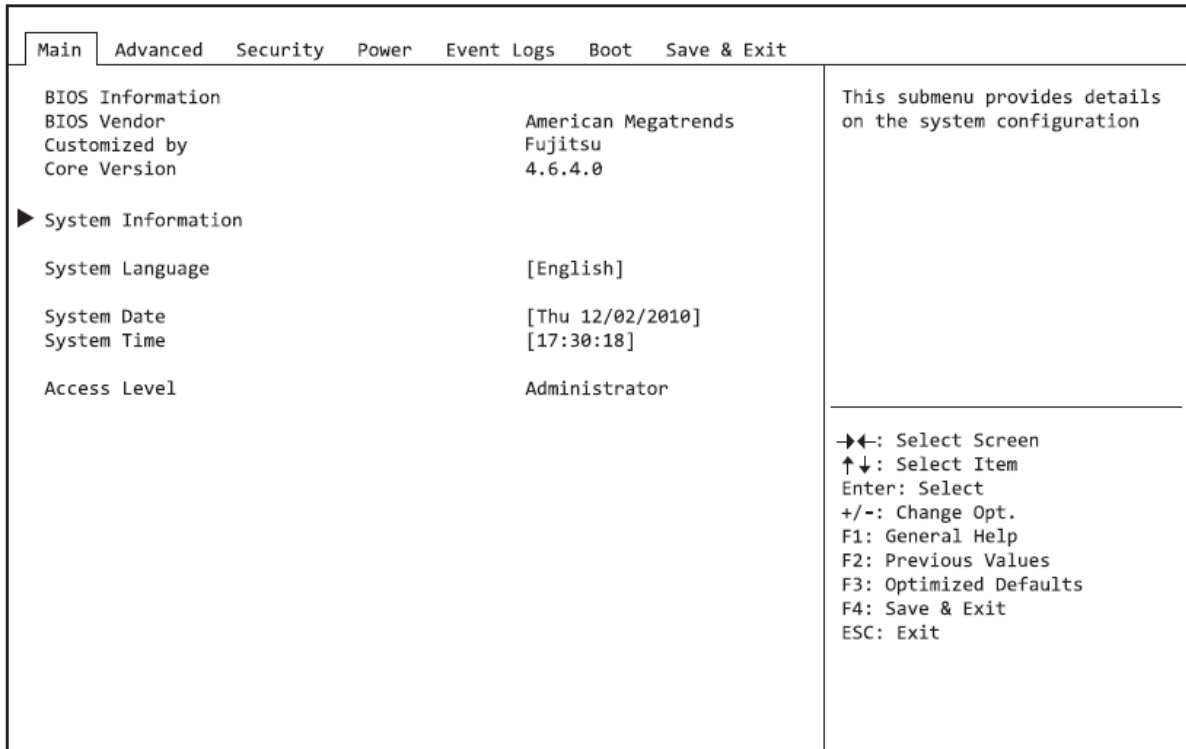 Main Advanced Security Power Event Logs Boot Save & Exit
BIOS Information
BIOS Vendor American Megatrends
Customized by Fujitsu
Core Version 4.6.4.0
▶ System Information
System Language [English]
System Date [Thu 12/02/2010]
System Time [17:30:18]
Access Level Administrator
This submenu provides details
on the system configuration
→←: Select Screen
↑↓: Select Item
Enter: Select
+/-: Change Opt.
F1: General Help
F2: Previous Values
F3: Optimized Defaults
F4: Save & Exit
ESC: Exit